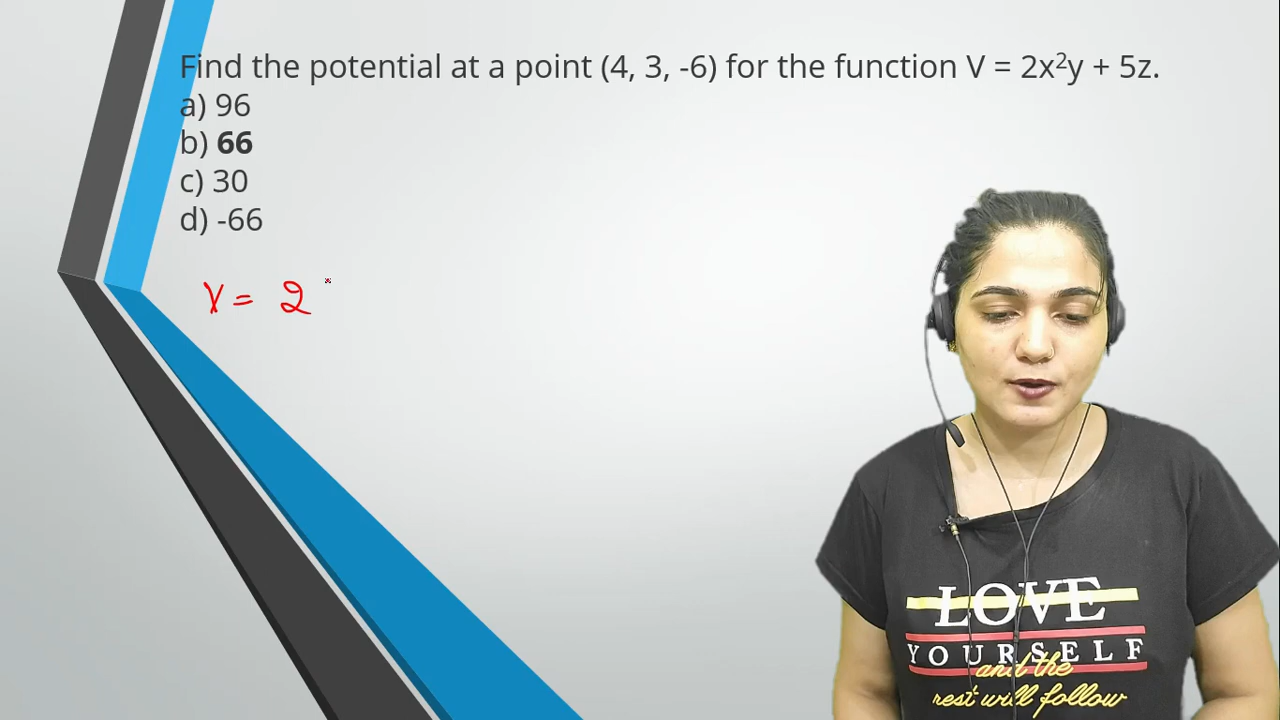 Find the potential at a point (4, 3, -6) for the function V = 2x²y + 5z.
a) 96
b) 66
c) 30
d) -66
V = 2
LOVE
YOURSELF
and the
rest will follow